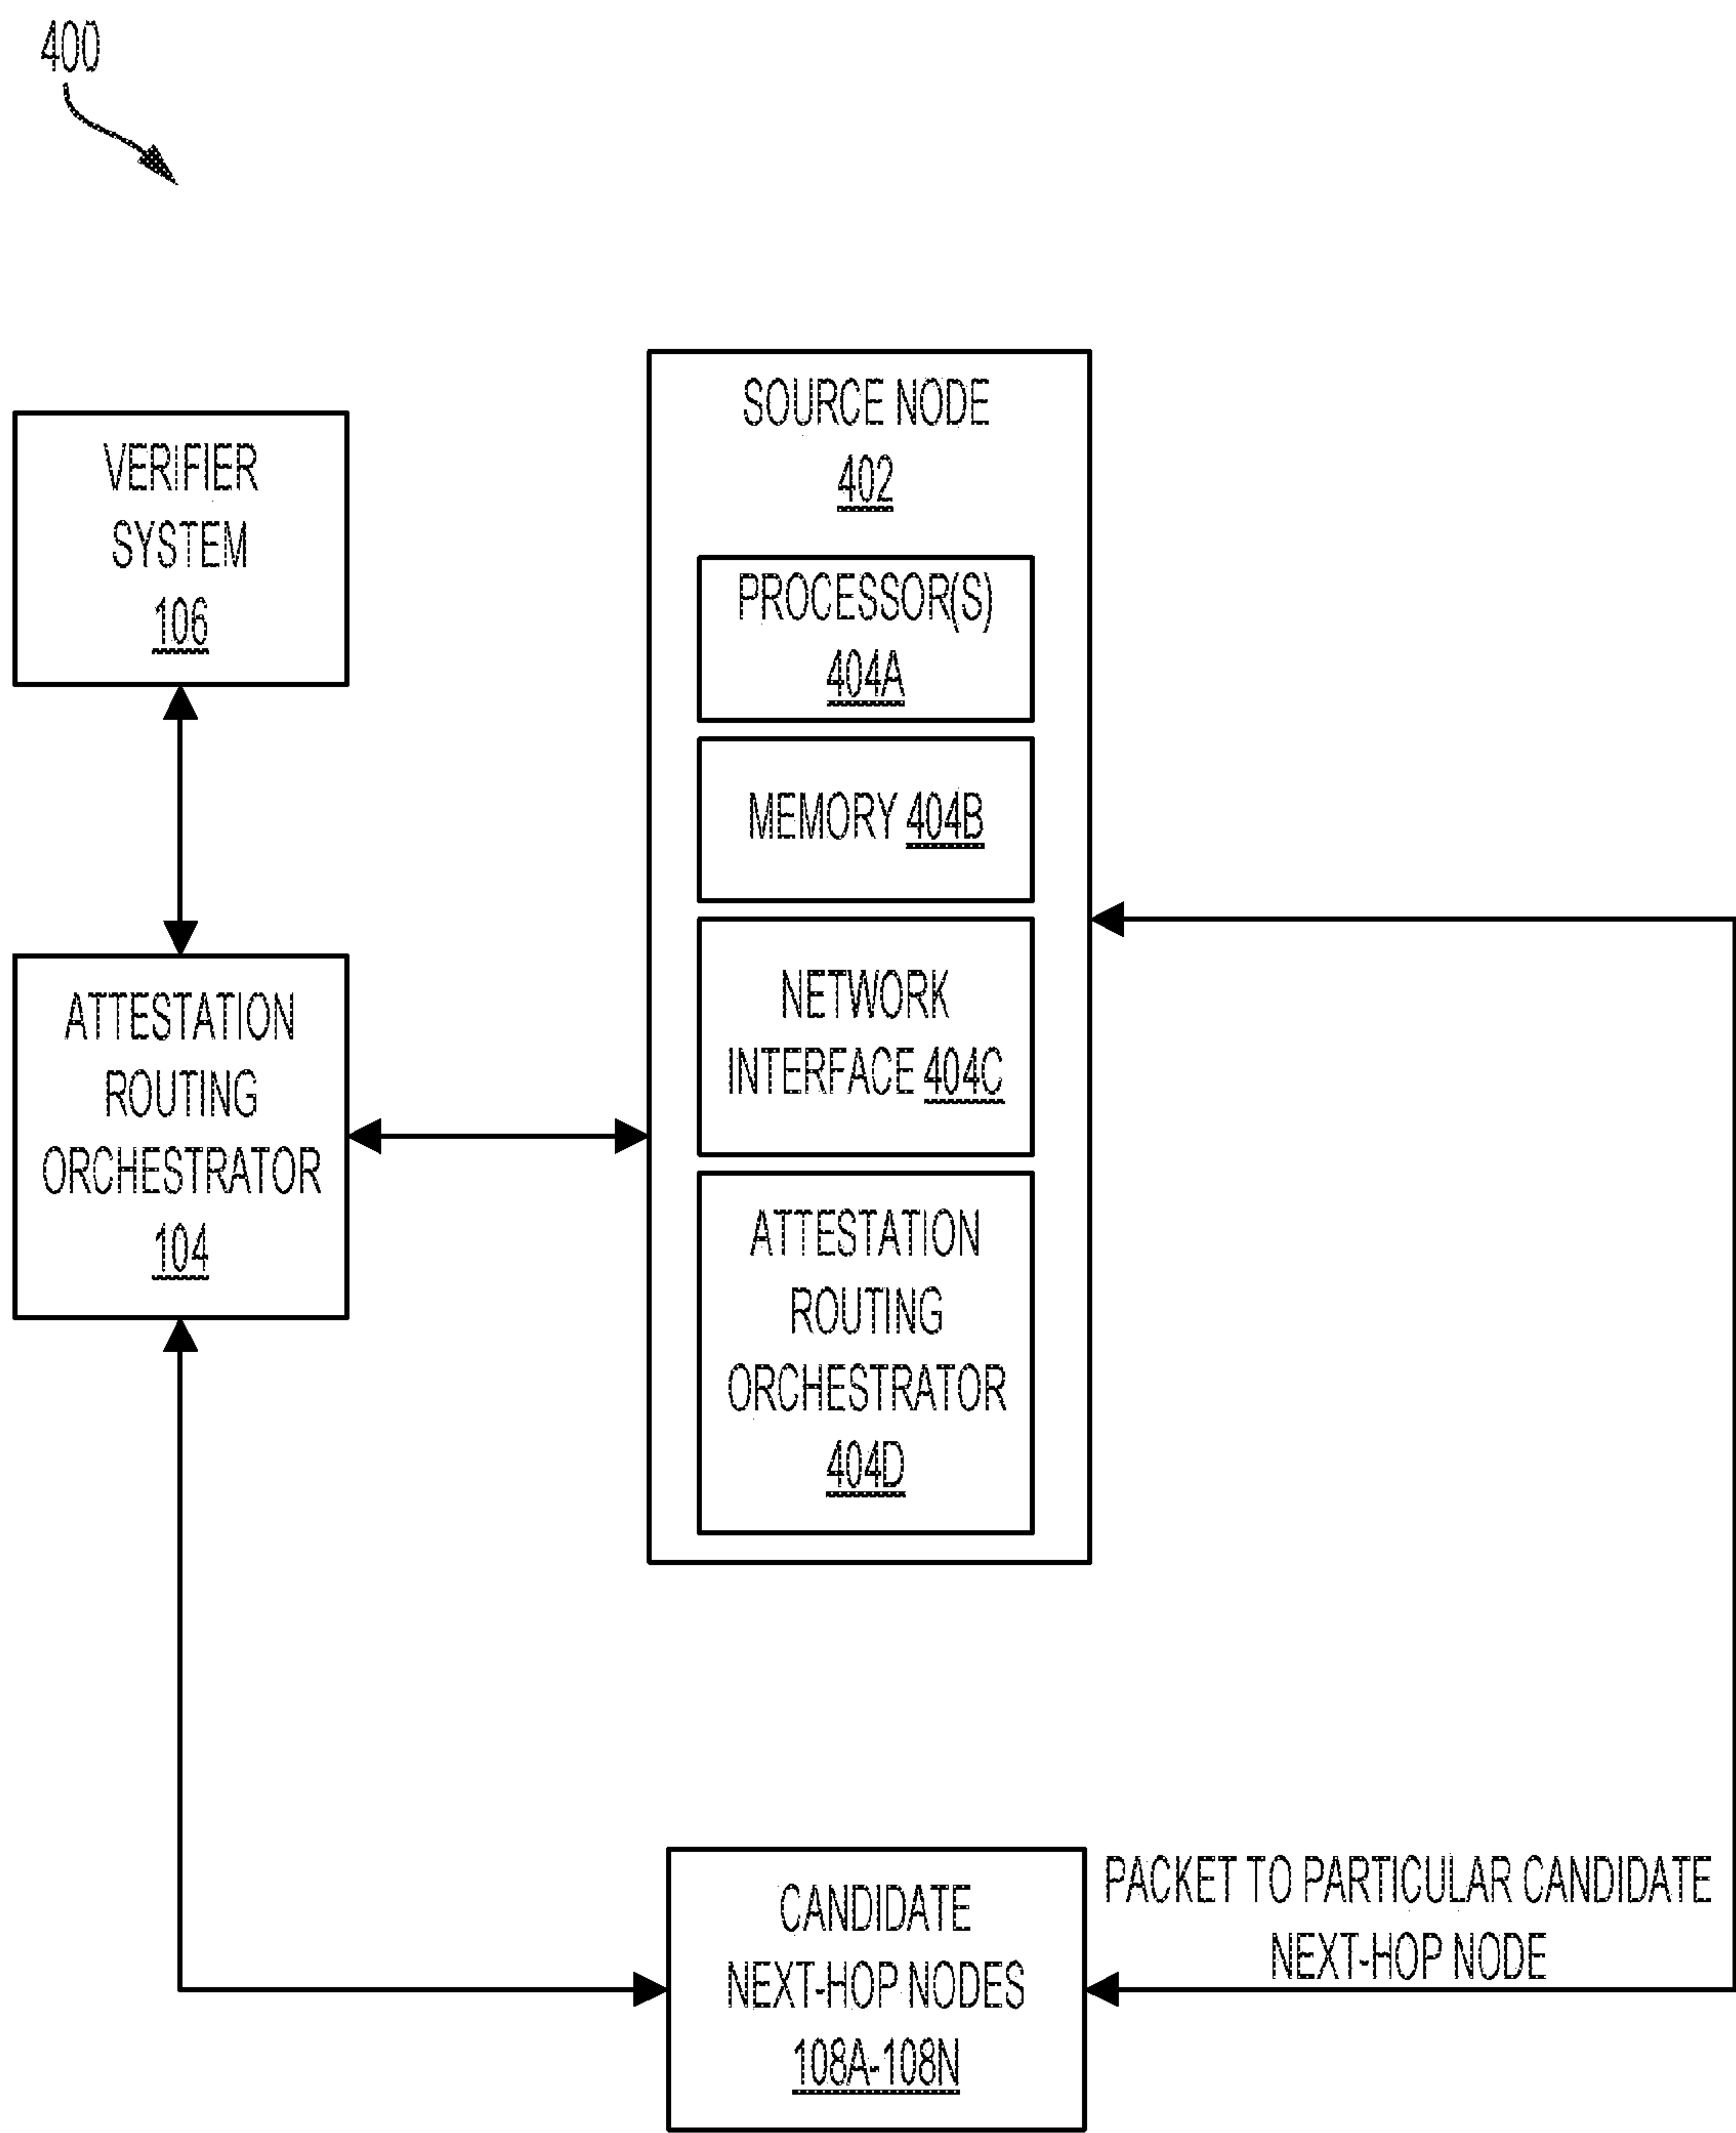 400
VERIFIER
SYSTEM
106
ATTESTATION
ROUTING
ORCHESTRATOR
104
SOURCE NODE
402
PROCESSOR(S)
404A
MEMORY 404B
NETWORK
INTERFACE 404C
ATTESTATION
ROUTING
ORCHESTRATOR
404D
CANDIDATE
NEXT-HOP NODES
108A-108N
PACKET TO PARTICULAR CANDIDATE
NEXT-HOP NODE